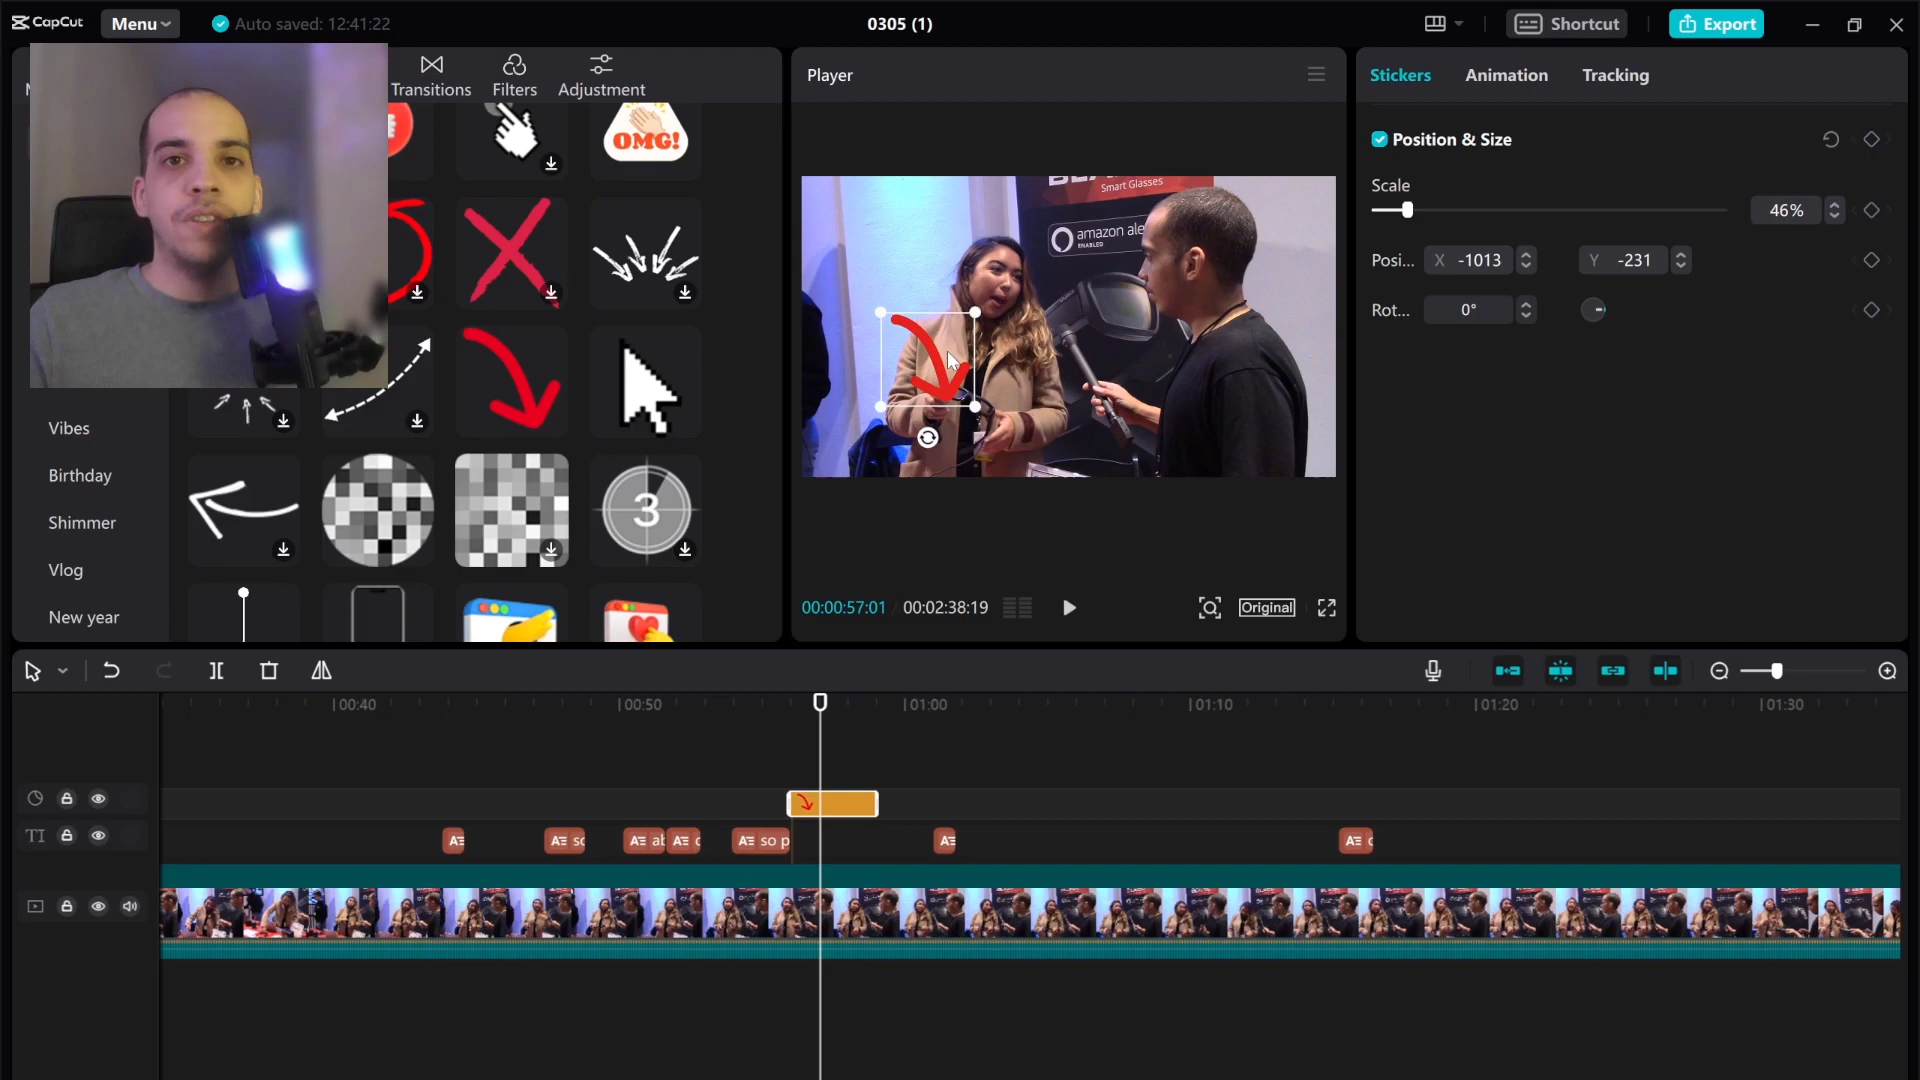 CapCut
Menu
Auto saved: 12:41:22
0305 (1)
Shortcut
Export
Transitions
Filters
Adjustment
OMG!
3
Vibes
Birthday
Shimmer
Vlog
New year
Player
Smart Glasses
amazon ale
ENABLED
00:00:57:01
00:02:38:19
Original
Stickers
Animation
Tracking
Position & Size
Scale
46%
Posi...
X -1013
Y -231
Rot...
0°
00:40
00:50
01:00
01:10
01:20
01:30
TI
so p